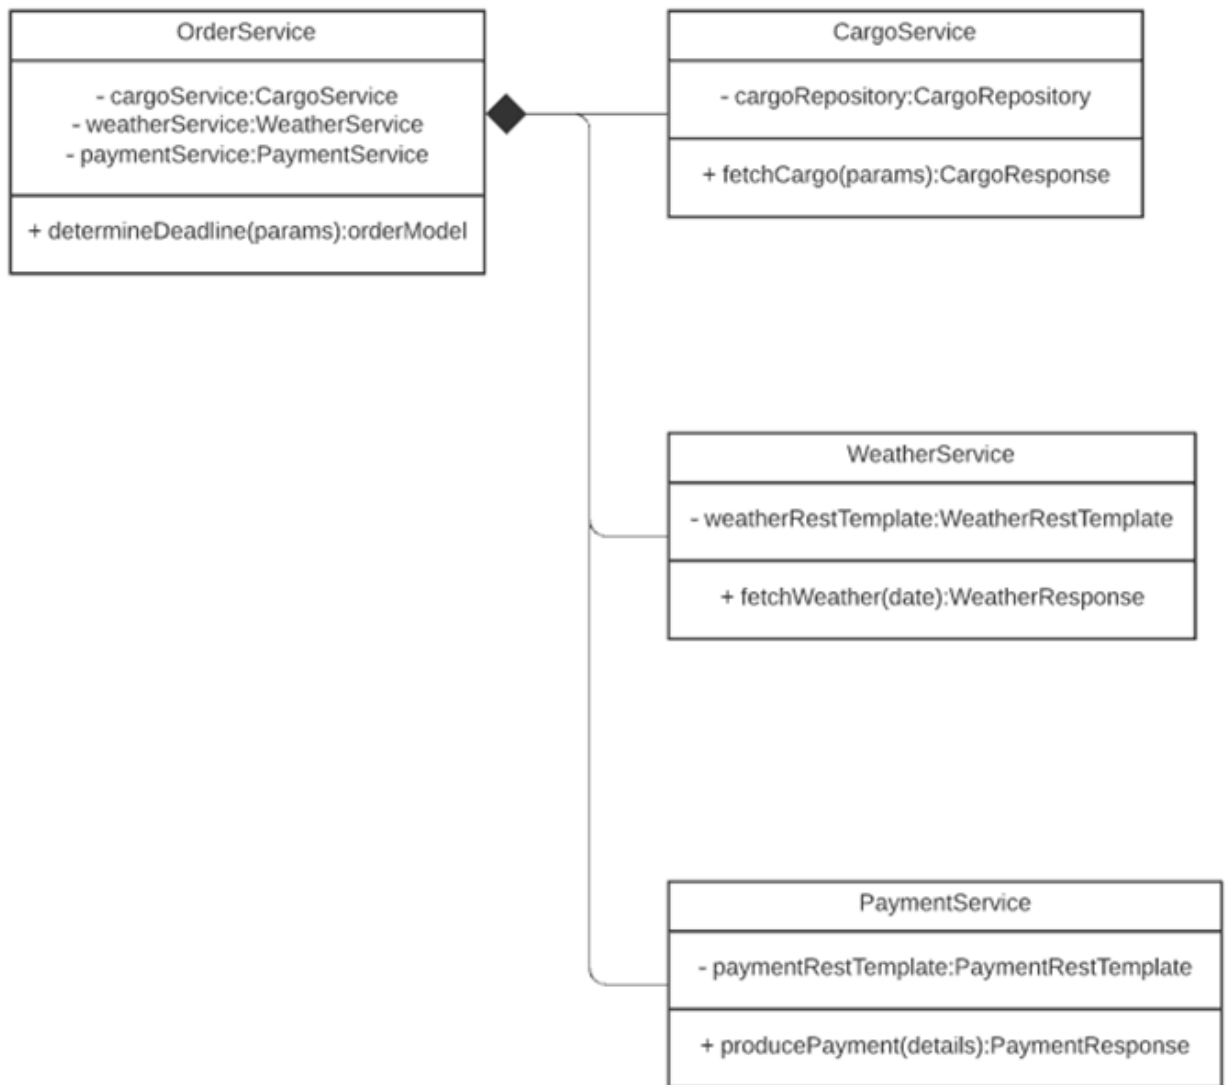 OrderService
- cargoService:CargoService
- weatherService:WeatherService
- paymentService:PaymentService
+ determineDeadline(params):orderModel
CargoService
- cargoRepository:CargoRepository
+ fetchCargo(params):CargoResponse
WeatherService
- weatherRestTemplate:WeatherRestTemplate
+ fetchWeather(date):WeatherResponse
PaymentService
- paymentRestTemplate:PaymentRestTemplate
+ producePayment(details):PaymentResponse